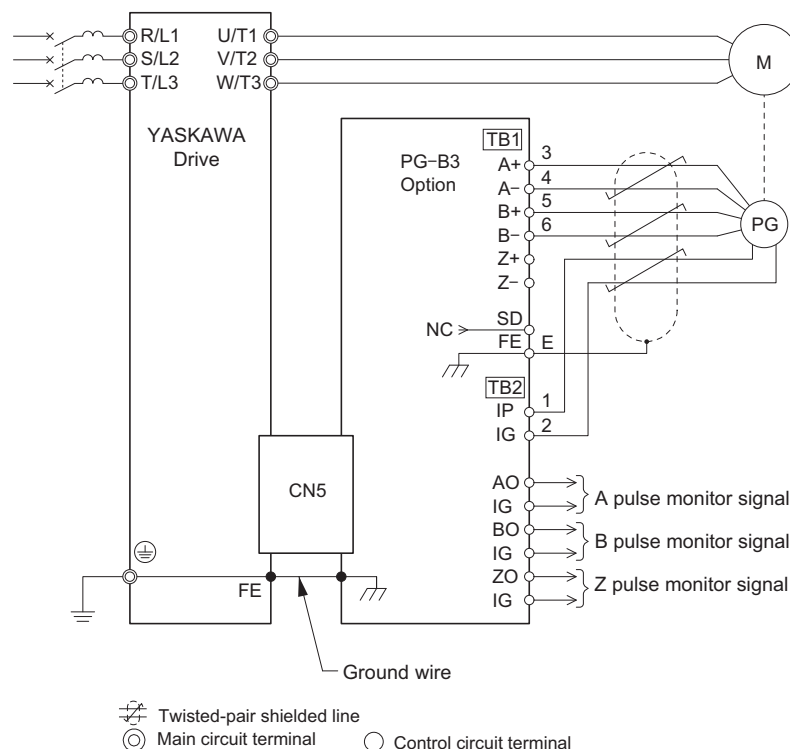 R/L1 U/T1
S/L2 V/T2
T/L3 W/T3
M
YASKAWA
Drive
PG-B3
Option
TB1
A+ 3
A- 4
B+ 5
B- 6
Z+
Z-
PG
NC SD
FE E
TB2
IP 1
IG 2
CN5
AO
IG
A pulse monitor signal
BO
IG
B pulse monitor signal
ZO
IG
Z pulse monitor signal
FE
Ground wire
Twisted-pair shielded line
Main circuit terminal
Control circuit terminal